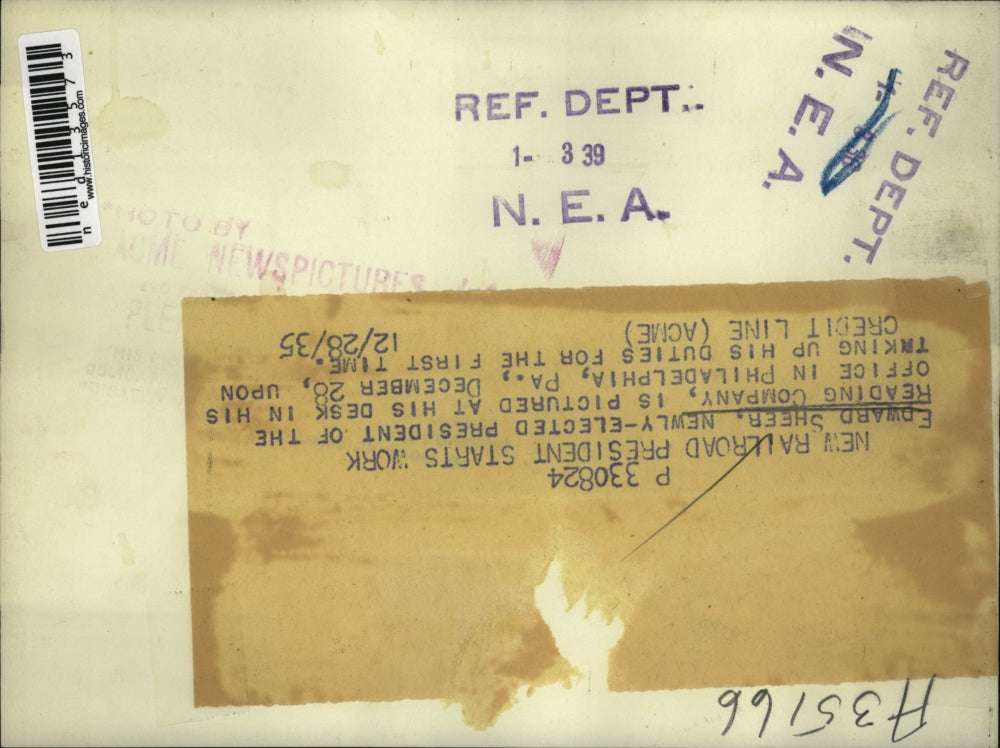 REF. DEPT.
1- 3 39
N. E. A.
REF. DEPT.
N. E. A.
www.historicimages.com
PHOTO BY
ACME NEWSPICTURES
P 330824
NEW RAILROAD PRESIDENT STARTS WORK
EDWARD SHEER, NEWLY-ELECTED PRESIDENT OF THE
READING COMPANY, IS PICTURED AT HIS DESK IN HIS
OFFICE IN PHILADELPHIA, PA., DECEMBER 28, UPON
TAKING UP HIS DUTIES FOR THE FIRST TIME.
CREDIT LINE (ACME) 12/28/35
A35166